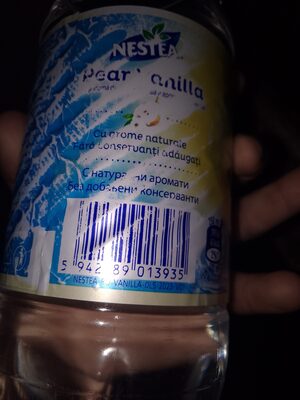 NESTEA
Pear Vanilla
Cu arome naturale
Fără conservanți adăugați
С натурални аромати
без добавени консерванти
5 942289 013935